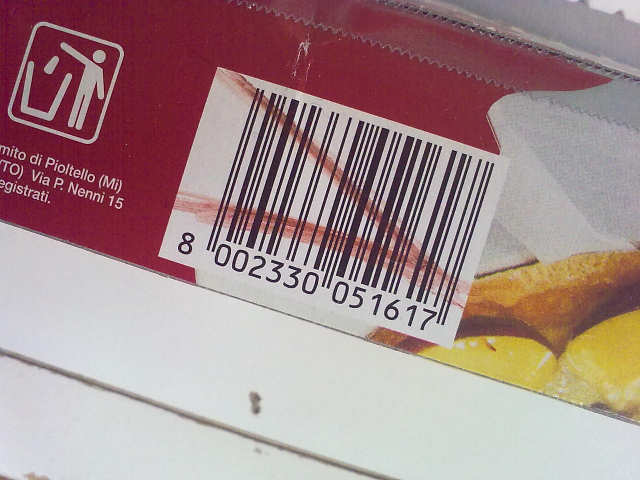 mito di Pioltello (Mi)
TO) Via P. Nenni 15
egistrati.
8 002330 051617